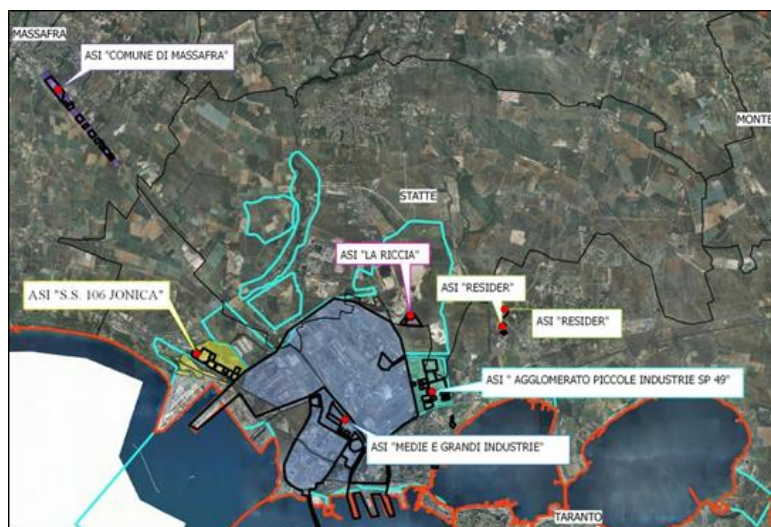 MASSAFRA
ASI "COMUNE DI MASSAFRA"
MONTE
STATTE
ASI "LA RICCIA"
ASI "RESIDER"
ASI "S.S. 106 JONICA"
ASI "RESIDER"
ASI " AGGLOMERATO PICCOLE INDUSTRIE SP 49"
ASI "MEDIE E GRANDI INDUSTRIE"
TARANTO